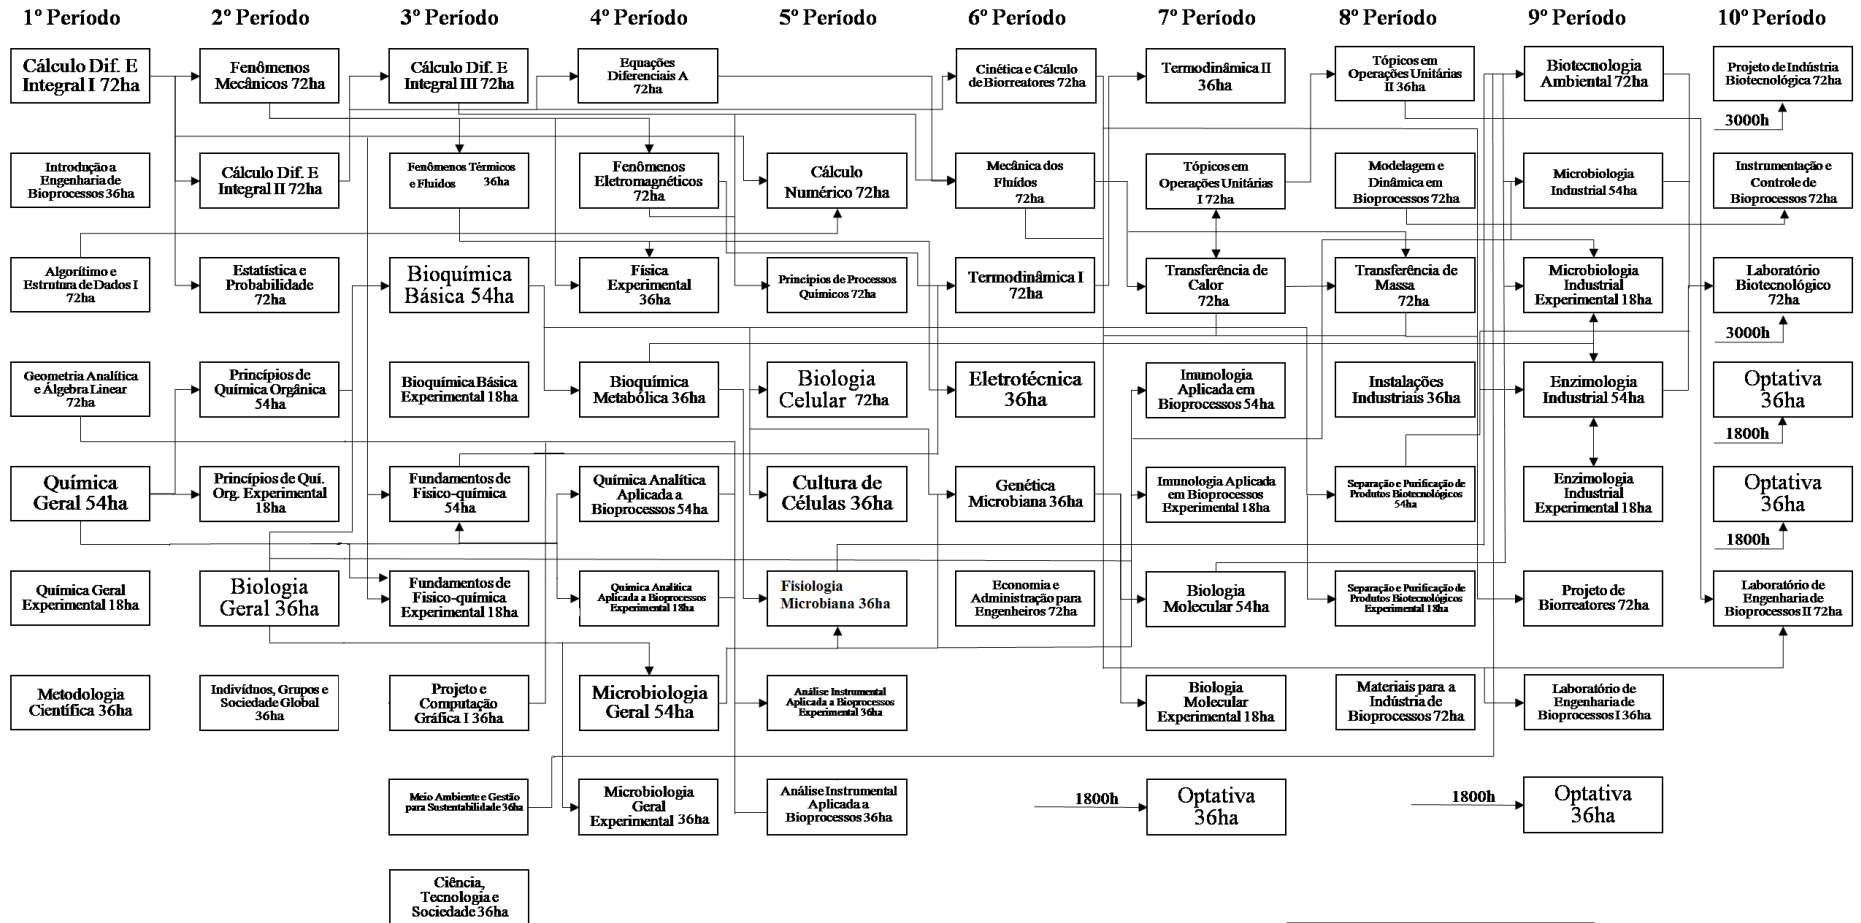 1º Período
2º Período
3º Período
4º Período
5º Período
6º Período
7º Período
8º Período
9º Período
10º Período
Cálculo Dif. E
Integral I 72ha
Introdução a
Engenharia de
Bioprocessos 36ha
Algorítimo e
Estrutura de Dados I
72ha
Geometria Analítica
e Álgebra Linear
72ha
Química
Geral 54ha
Química Geral
Experimental 18ha
Metodologia
Científica 36ha
Fenômenos
Mecânicos 72ha
Cálculo Dif. E
Integral II 72ha
Estatística e
Probabilidade
72ha
Princípios de
Química Orgânica
54ha
Princípios de Quí.
Org. Experimental
18ha
Biologia
Geral 36ha
Indivíduos, Grupos e
Sociedade Global
36ha
Cálculo Dif. E
Integral III 72ha
Fenômenos Térmicos
e Fluidos 36ha
Bioquímica
Básica 54ha
Bioquímica Básica
Experimental 18ha
Fundamentos de
Fisico-química
54ha
Fundamentos de
Fisico-química
Experimental 18ha
Projeto e
Computação
Gráfica I 36ha
Meio Ambiente e Gestão
para Sustentabilidade 36ha
Ciência,
Tecnologia e
Sociedade 36ha
Equações
Diferenciais A
72ha
Fenômenos
Eletromagnéticos
72ha
Física
Experimental
36ha
Bioquímica
Metabólica 36ha
Química Analítica
Aplicada a
Bioprocessos 54ha
Química Analítica
Aplicada a Bioprocessos
Experimental 18ha
Microbiologia
Geral 54ha
Microbiologia
Geral
Experimental 36ha
Cálculo
Numérico 72ha
Princípios de Processos
Químicos 72ha
Biologia
Celular 72ha
Cultura de
Células 36ha
Fisiologia
Microbiana 36ha
Análise Instrumental
Aplicada a Bioprocessos
Experimental 36ha
Análise Instrumental
Aplicada a
Bioprocessos 36ha
Cinética e Cálculo
de Biorreatores 72ha
Mecânica dos
Fluídos
72ha
Termodinâmica I
72ha
Eletrotécnica
36ha
Genética
Microbiana 36ha
Economia e
Administração para
Engenheiros 72ha
Termodinâmica II
36ha
Tópicos em
Operações Unitárias
I 72ha
Transferência de
Calor
72ha
Imunologia
Aplicada em
Bioprocessos 54ha
Imunologia Aplicada
em Bioprocessos
Experimental 18ha
Biologia
Molecular 54ha
Biologia
Molecular
Experimental 18ha
1800h
Optativa
36ha
Tópicos em
Operações Unitárias
II 36ha
Modelagem e
Dinâmica em
Bioprocessos 72ha
Transferência de
Massa
72ha
Instalações
Industriais 36ha
Separação e Purificação de
Produtos Biotecnológicos
54ha
Separação e Purificação de
Produtos Biotecnológicos
Experimental 18ha
Materiais para a
Indústria de
Bioprocessos 72ha
1800h
Biotecnologia
Ambiental 72ha
Microbiologia
Industrial 54ha
Microbiologia
Industrial
Experimental 18ha
Enzimologia
Industrial 54ha
Enzimologia
Industrial
Experimental 18ha
Projeto de
Biorreatores 72ha
Laboratório de
Engenharia de
Bioprocessos I 36ha
Optativa
36ha
Projeto de Indústria
Biotecnológica 72ha
3000h
Instrumentação e
Controle de
Bioprocessos 72ha
Laboratório
Biotecnológico
72ha
3000h
Optativa
36ha
1800h
Optativa
36ha
1800h
Laboratório de
Engenharia de
Bioprocessos II 72ha